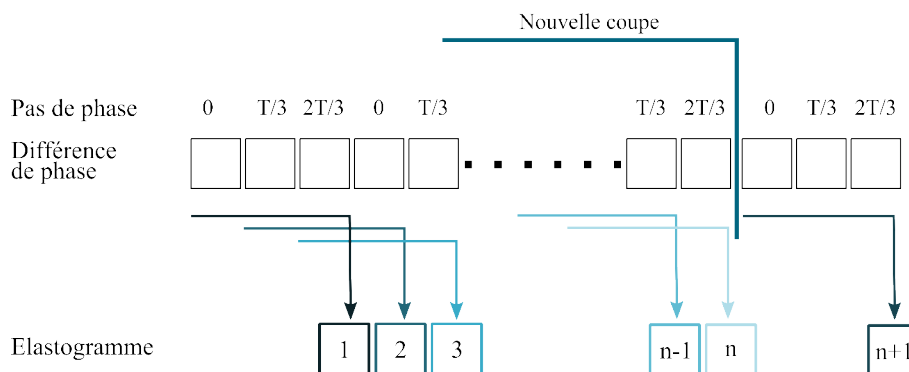 Nouvelle coupe
Pas de phase 0 T/3 2T/3 0 T/3 T/3 2T/3 0 T/3 2T/3
Différence
de phase
Elastogramme 1 2 3 n-1 n n+1